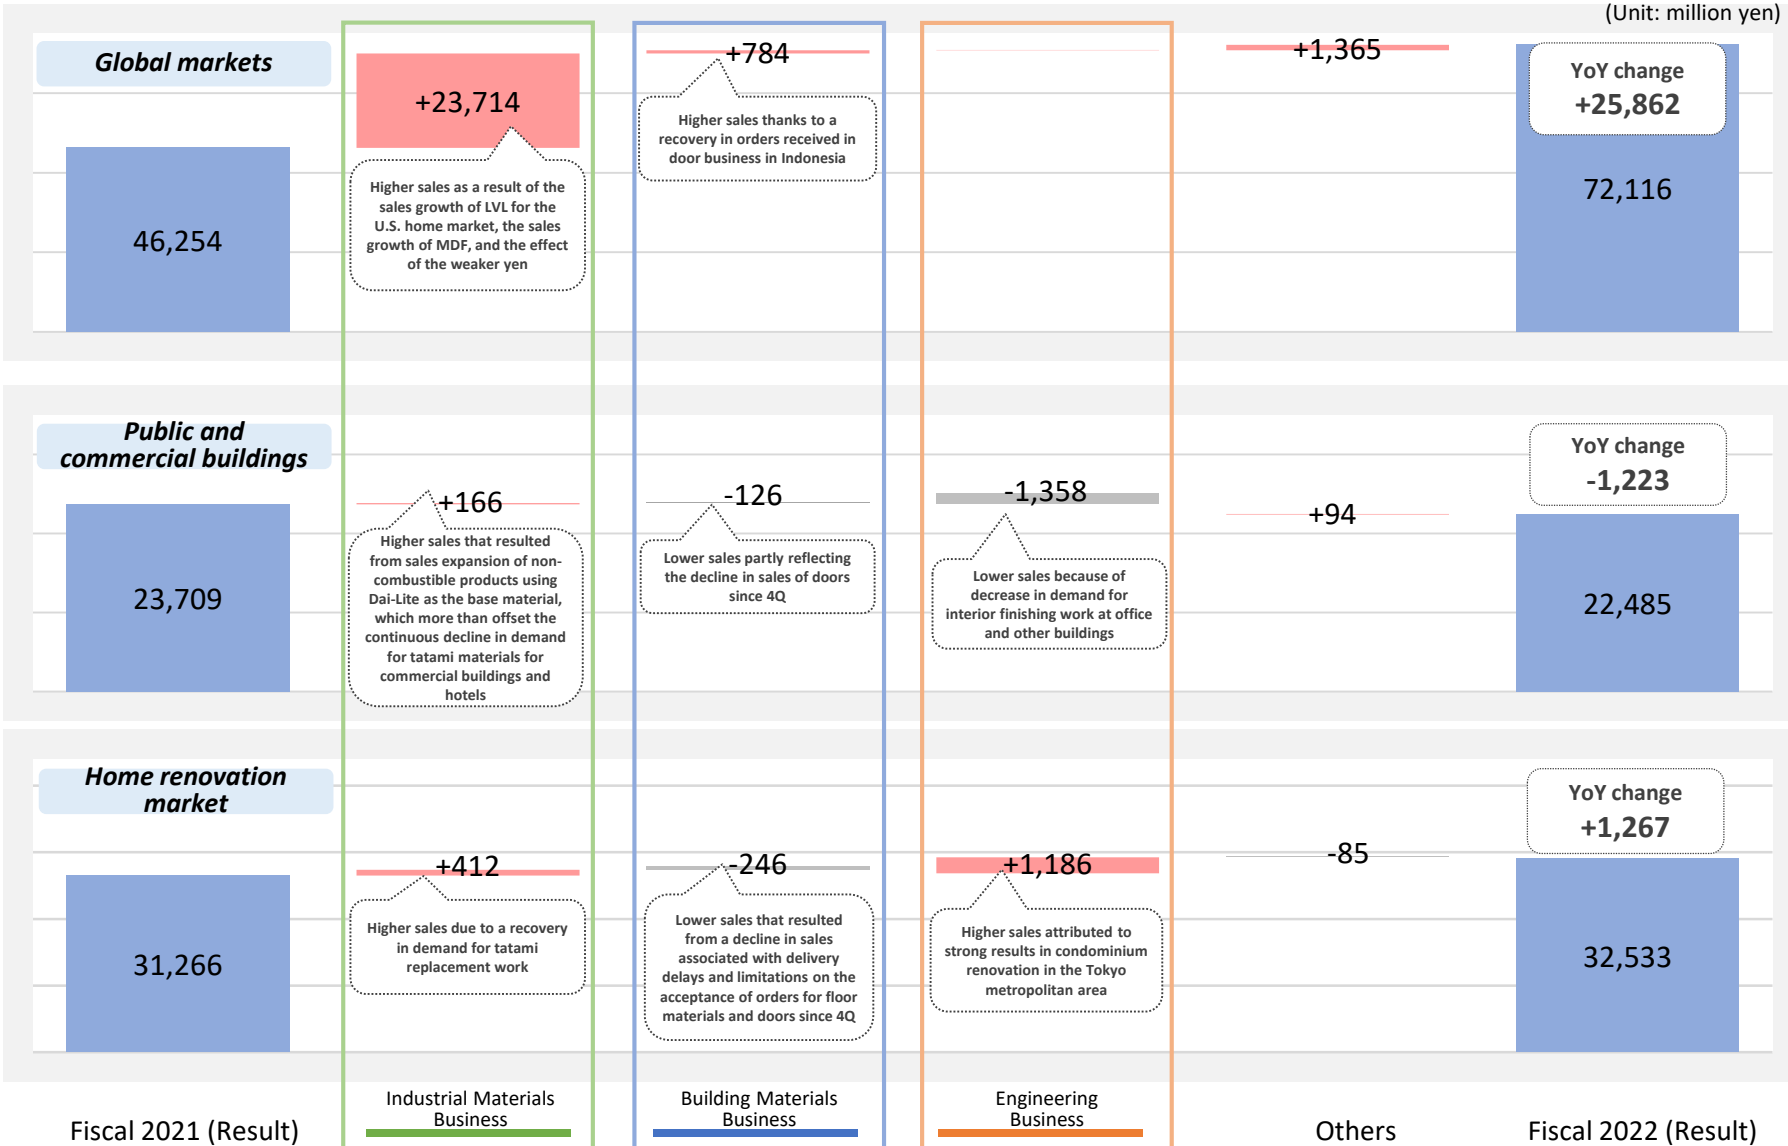 (Unit: million yen)
Global markets
46,254
+23,714
Higher sales as a result of the
sales growth of LVL for the
U.S. home market, the sales
growth of MDF, and the effect
of the weaker yen
+784
Higher sales thanks to a
recovery in orders received in
door business in Indonesia
+1,365
YoY change
+25,862
72,116
Public and
commercial buildings
23,709
+166
Higher sales that resulted
from sales expansion of non-
combustible products using
Dai-Lite as the base material,
which more than offset the
continuous decline in demand
for tatami materials for
commercial buildings and
hotels
-126
Lower sales partly reflecting
the decline in sales of doors
since 4Q
-1,358
Lower sales because of
decrease in demand for
interior finishing work at office
and other buildings
+94
YoY change
-1,223
22,485
Home renovation
market
31,266
+412
Higher sales due to a recovery
in demand for tatami
replacement work
-246
Lower sales that resulted
from a decline in sales
associated with delivery
delays and limitations on the
acceptance of orders for floor
materials and doors since 4Q
+1,186
Higher sales attributed to
strong results in condominium
renovation in the Tokyo
metropolitan area
-85
YoY change
+1,267
32,533
Fiscal 2021 (Result)
Industrial Materials
Business
Building Materials
Business
Engineering
Business
Others
Fiscal 2022 (Result)